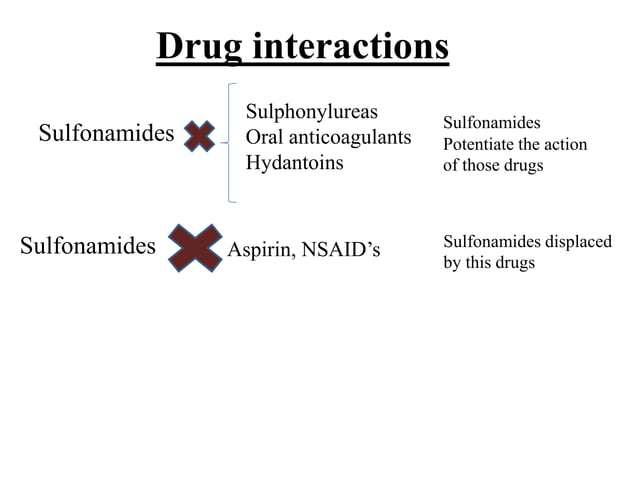 Drug interactions
Sulfonamides
Sulphonylureas
Oral anticoagulants
Hydantoins
Sulfonamides
Potentiate the action
of those drugs
Sulfonamides
Aspirin, NSAID’s
Sulfonamides displaced
by this drugs